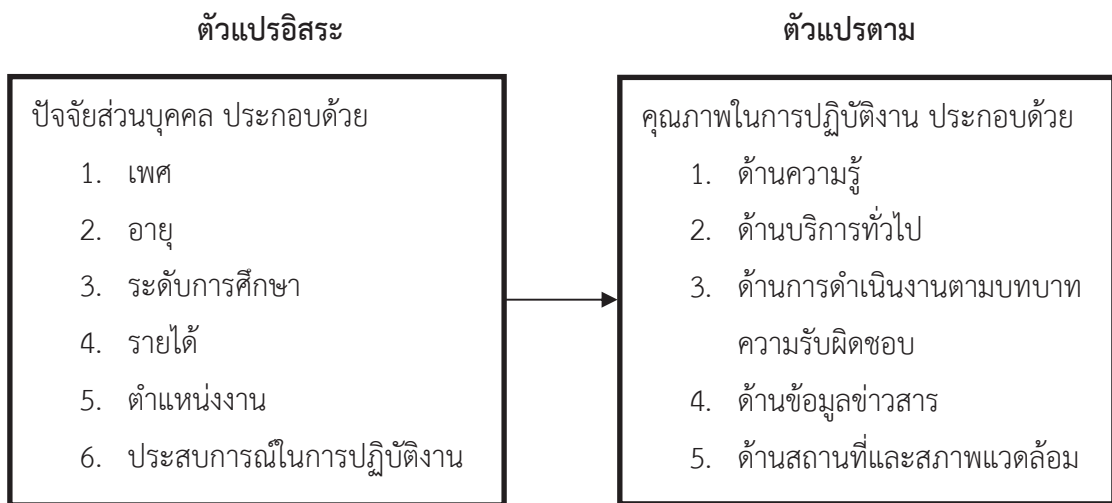 ตัวแปรอิสระ
ปัจจัยส่วนบุคคล ประกอบด้วย
1. เพศ
2. อายุ
3. ระดับการศึกษา
4. รายได้
5. ตำแหน่งงาน
6. ประสบการณ์ในการปฏิบัติงาน
ตัวแปรตาม
คุณภาพในการปฏิบัติงาน ประกอบด้วย
1. ด้านความรู้
2. ด้านบริการทั่วไป
3. ด้านการดำเนินงานตามบทบาท
ความรับผิดชอบ
4. ด้านข้อมูลข่าวสาร
5. ด้านสถานที่และสภาพแวดล้อม